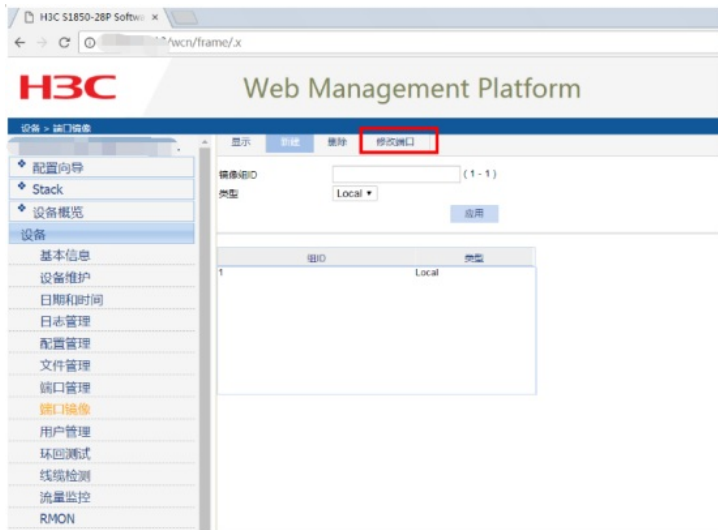 H3C S1850-28P Softw
/wcn/frame/.x
H3C Web Management Platform
设备 > 端口镜像
显示 新建 删除 修改端口
配置向导
Stack
设备概览
设备
基本信息
设备维护
日期和时间
日志管理
配置管理
文件管理
端口管理
端口镜像
用户管理
环回测试
线缆检测
流量监控
RMON
镜像组ID (1-1)
类型 Local
应用
组ID 类型
1 Local